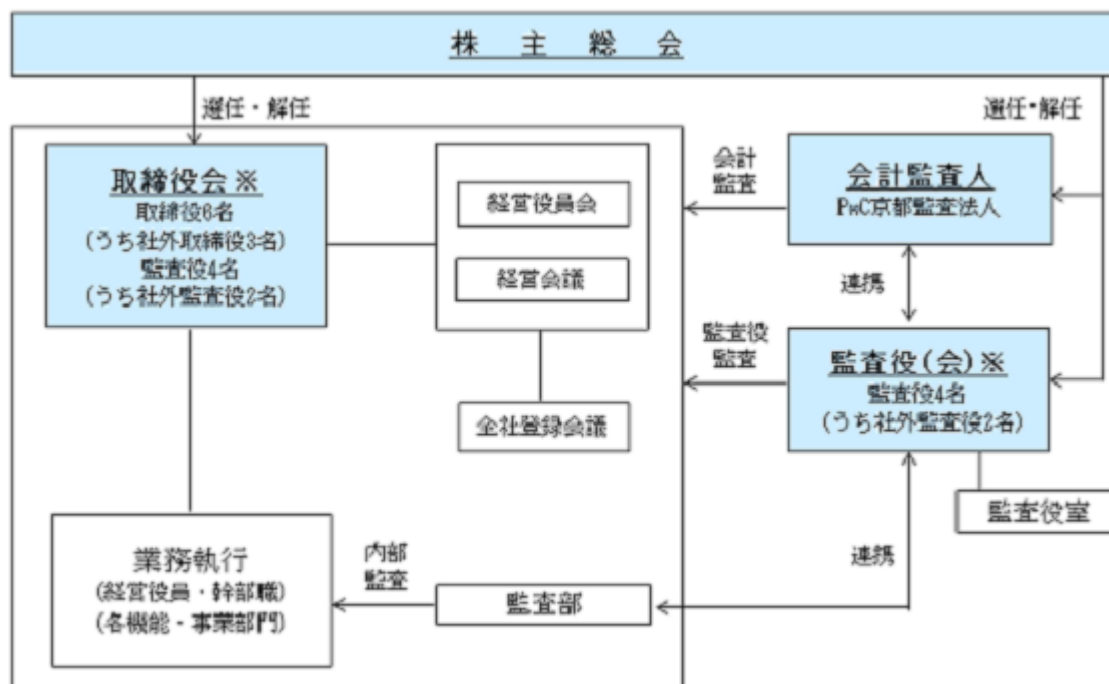 株主総会
選任・解任
選任・解任
取締役会※
取締役6名
(うち社外取締役3名)
監査役4名
(うち社外監査役2名)
経営役員会
経営会議
全社登録会議
会計
監査
会計監査人
PwC京都監査法人
連携
監査役
監査
監査役(会)※
監査役4名
(うち社外監査役2名)
監査役室
連携
業務執行
(経営役員・幹部職)
(各機能・事業部門)
内部
監査
監査部